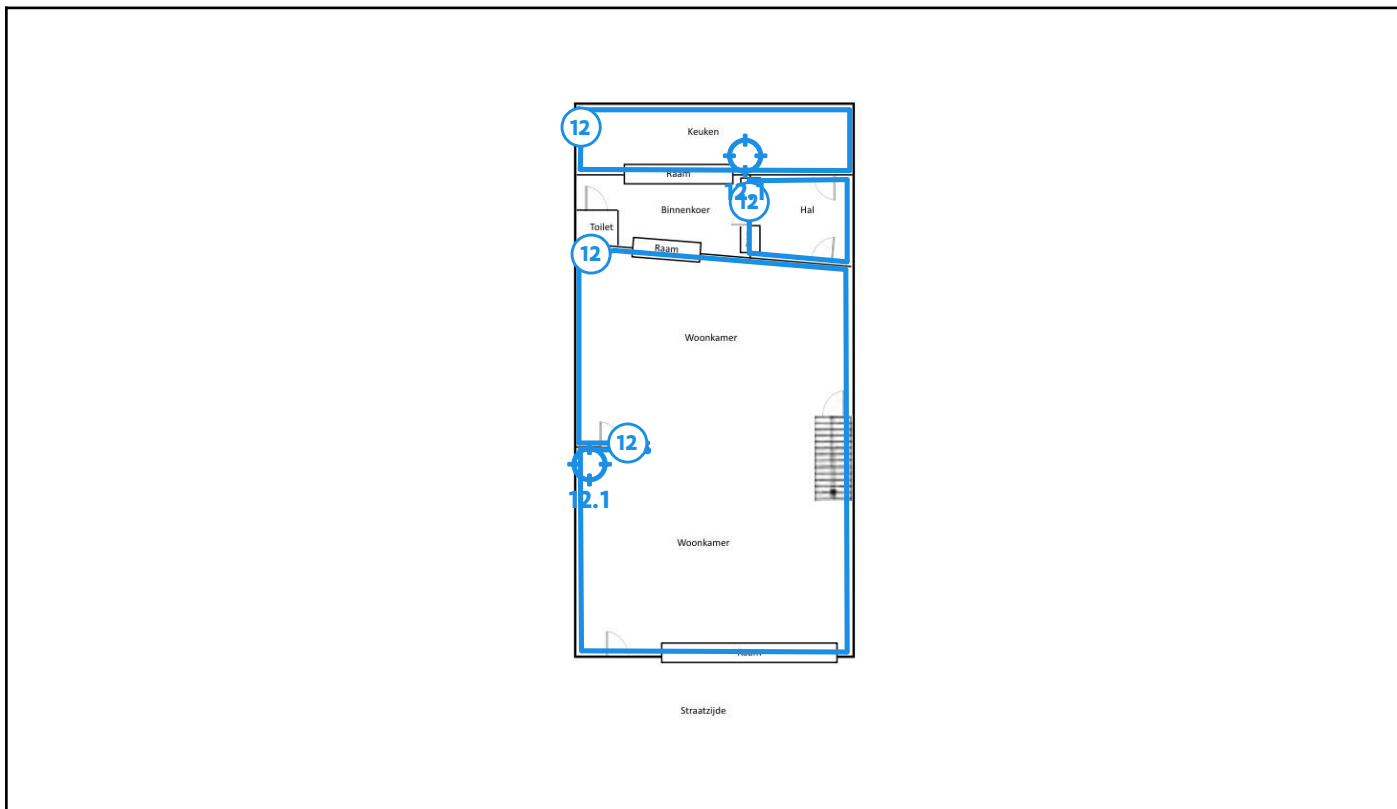 12
Keuken
Raam
12.1
12
Binnenkoer
Hal
Toilet
Raam
12
Woonkamer
12
12.1
Woonkamer
Raam
Straatzijde